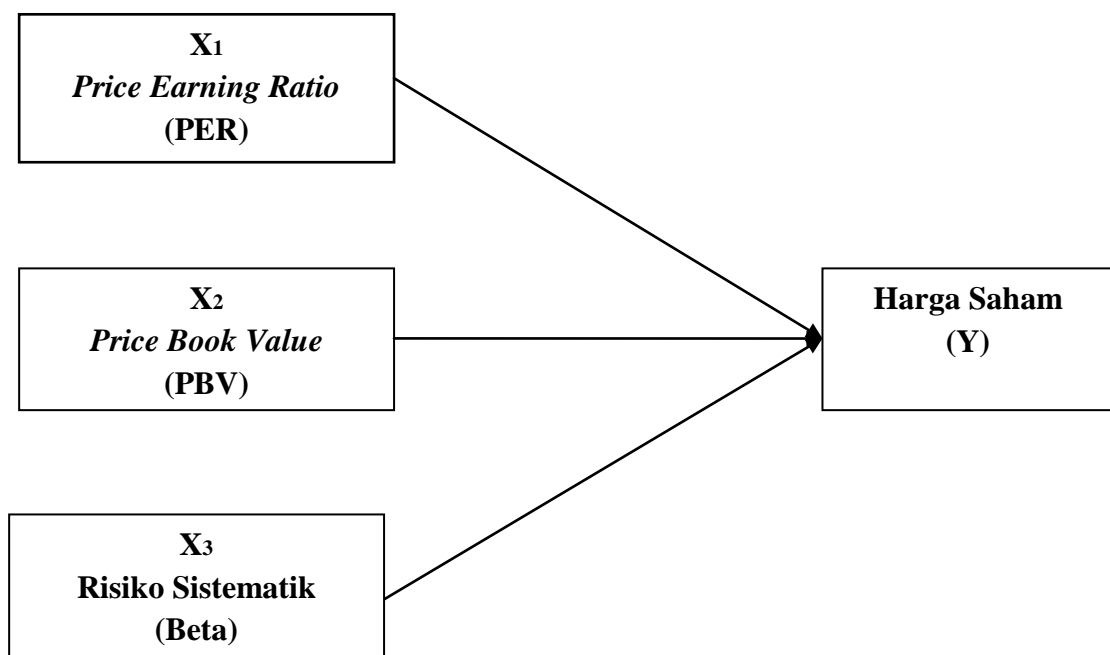 X1
Price Earning Ratio
(PER)
X2
Price Book Value
(PBV)
Harga Saham
(Y)
X3
Risiko Sistematik
(Beta)